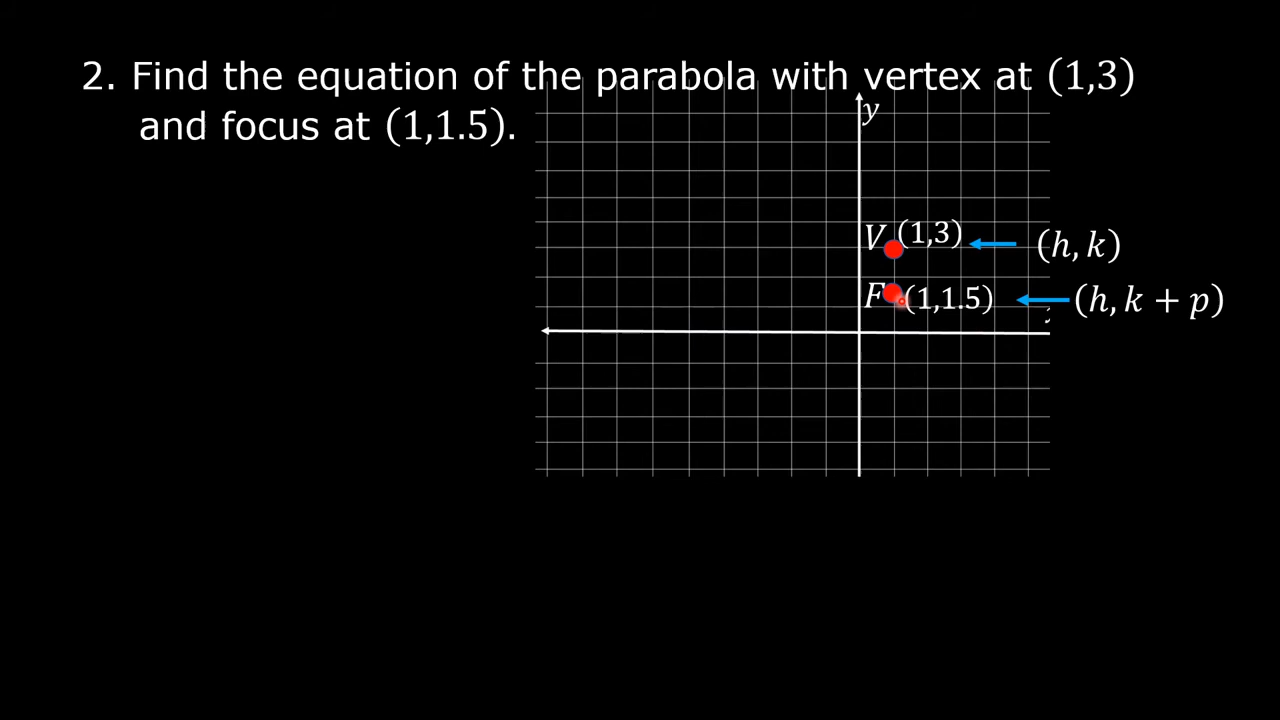 2. Find the equation of the parabola with vertex at (1,3)
and focus at (1,1.5).
y
V (1,3) (h, k)
F (1,1.5) (h, k + p)